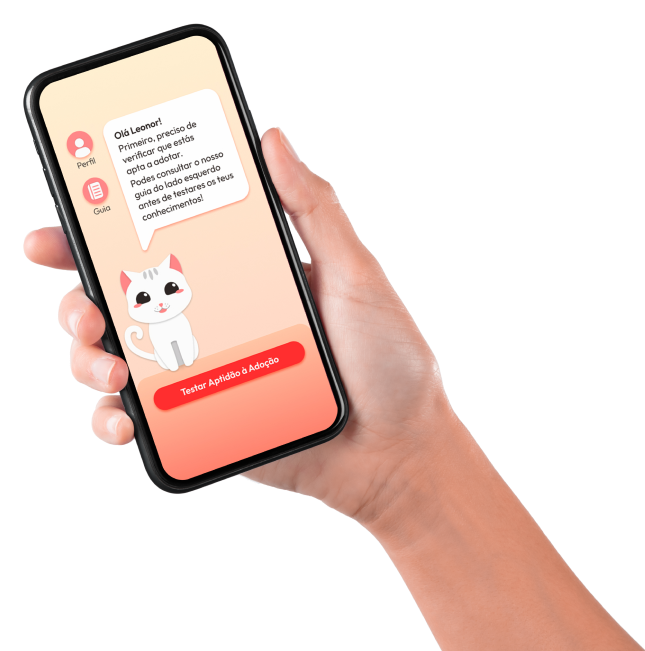 Olá Leonor!
Primeiro, preciso de
verificar que estás
apta a adotar.
Podes consultar o nosso
guia do lado esquerdo
antes de testares os teus
conhecimentos!
Perfil
Guia
Testar Aptidão à Adoção